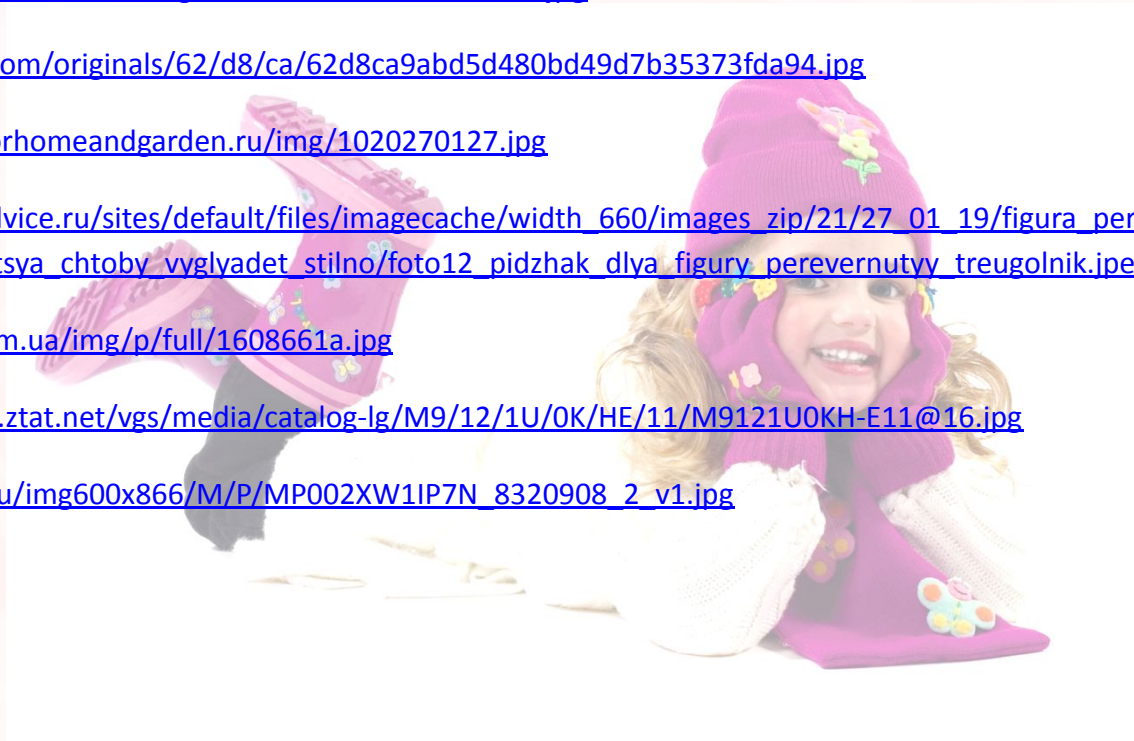 om/originals/62/d8/ca/62d8ca9abd5d480bd49d7b35373fda94.jpg
rhomeandgarden.ru/img/1020270127.jpg
vice.ru/sites/default/files/imagecache/width_660/images_zip/21/27_01_19/figura_per
tsya_chtoby_vyglyadet_stilno/foto12_pidzhak_dlya_figury_perevernutyy_treugolnik.jpe
m.ua/img/p/full/1608661a.jpg
.ztat.net/vgs/media/catalog-lg/M9/12/1U/0K/HE/11/M9121U0KH-E11@16.jpg
u/img600x866/M/P/MP002XW1IP7N_8320908_2_v1.jpg